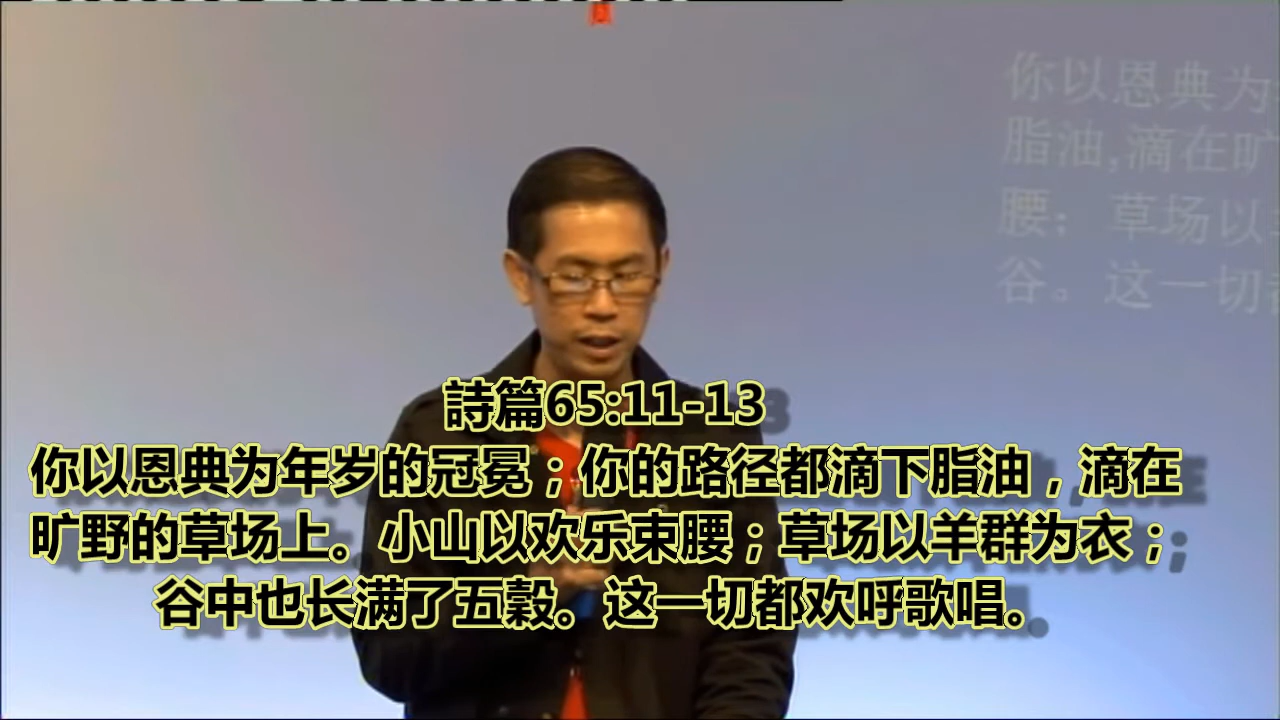 你以恩典为
脂油,滴在旷
腰；草场以
谷。这一切
詩篇65:11-13
你以恩典为年岁的冠冕；你的路径都滴下脂油，滴在
旷野的草场上。小山以欢乐束腰；草场以羊群为衣；
谷中也长满了五穀。这一切都欢呼歌唱。